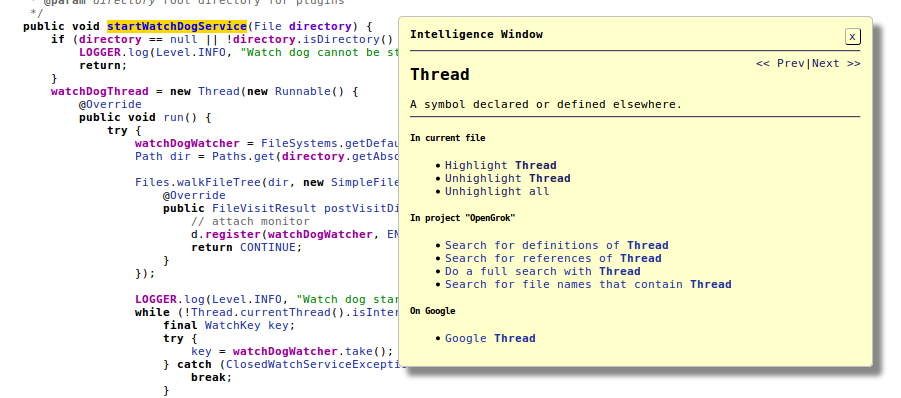 * @param directory root directory for plugins
*/
public void startWatchDogService(File directory) {
if (directory == null || !directory.isDirectory()
LOGGER.log(Level.INFO, "Watch dog cannot be st
return;
}
watchDogThread = new Thread(new Runnable() {
@Override
public void run() {
try {
watchDogWatcher = FileSystems.getDefau
Path dir = Paths.get(directory.getAbso
Files.walkFileTree(dir, new SimpleFile
@Override
public FileVisitResult postVisitDi
// attach monitor
d.register(watchDogWatcher, EN
return CONTINUE;
}
});
LOGGER.log(Level.INFO, "Watch dog star
while (!Thread.currentThread().isInter
final WatchKey key;
try {
key = watchDogWatcher.take();
} catch (ClosedWatchServiceExcepti
break;
}
Intelligence Window
x
<< Prev|Next >>
Thread
A symbol declared or defined elsewhere.
In current file
• Highlight Thread
• Unhighlight Thread
• Unhighlight all
In project "OpenGrok"
• Search for definitions of Thread
• Search for references of Thread
• Do a full search with Thread
• Search for file names that contain Thread
On Google
• Google Thread